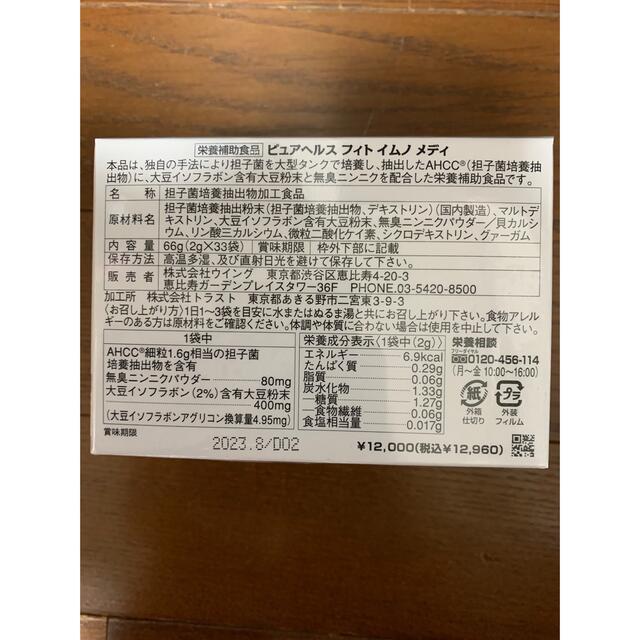 栄養補助食品 ピュアヘルス フィト イムノ メディ
本品は、独自の手法により担子菌を大型タンクで培養し、抽出したAHCC®(担子菌培養抽
出物)に、大豆イソフラボン含有大豆粉末と無臭ニンニクを配合した栄養補助食品です。
名 称 担子菌培養抽出物加工食品
原材料名 担子菌培養抽出粉末(担子菌培養抽出物、デキストリン)(国内製造)、マルトデ
キストリン、大豆イソフラボン含有大豆粉末、無臭ニンニクパウダー/貝カルシ
ウム、リン酸三カルシウム、微粒二酸化ケイ素、シクロデキストリン、グァーガム
内 容 量 66g(2g×33袋) 賞味期限 枠外下部に記載
保存方法 高温多湿、及び直射日光を避けて保存して下さい。
販 売 者 株式会社ウイング 東京都渋谷区恵比寿4-20-3
恵比寿ガーデンプレイスタワー36F PHONE.03-5420-8500
加工所 株式会社トラスト 東京都あきる野市二宮東3-9-3
(お召し上がり方)1日1~3袋を目安に水またはぬるま湯と共にお召し上がり下さい。食物アレル
ギーのある方は原材料をご確認ください。体調や体質に合わない場合は使用を中止して下さい。
1袋中
AHCC®細粒1.6g相当の担子菌
培養抽出物を含有
無臭ニンニクパウダー 80mg
大豆イソフラボン(2%)含有大豆粉末
400mg
(大豆イソフラボンアグリコン換算量4.95mg)
賞味期限
2023.8/D02
栄養成分表示〈1袋中(2g)〉
エネルギー 6.9kcal
たんぱく質 0.29g
脂質 0.06g
炭水化物 1.33g
-糖質 1.27g
-食物繊維 0.06g
食塩相当量 0.017g
栄養相談
フリーダイヤル
0120-456-114
(月~金 10:00~16:00)
紙
外箱
仕切り
プラ
外装
フィルム
¥12,000(税込¥12,960)